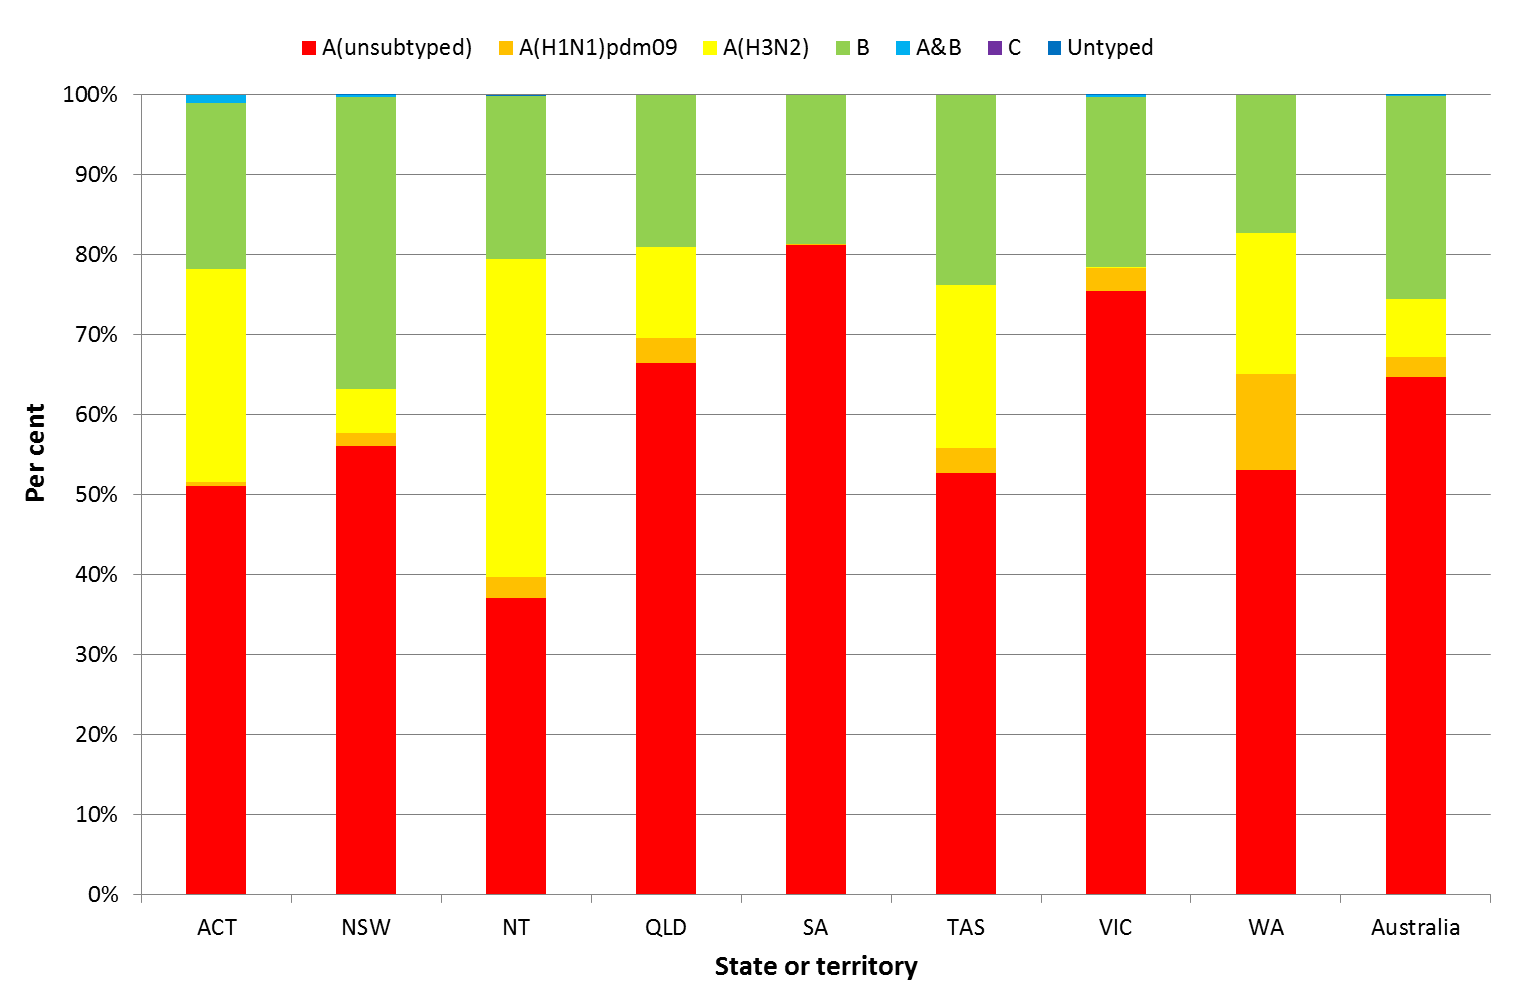 A(unsubtyped) A(H1N1)pdm09 A(H3N2) B A&B C Untyped
100%
90%
80%
70%
60%
50%
40%
30%
20%
10%
0%
Per cent
ACT NSW NT QLD SA TAS VIC WA Australia
State or territory